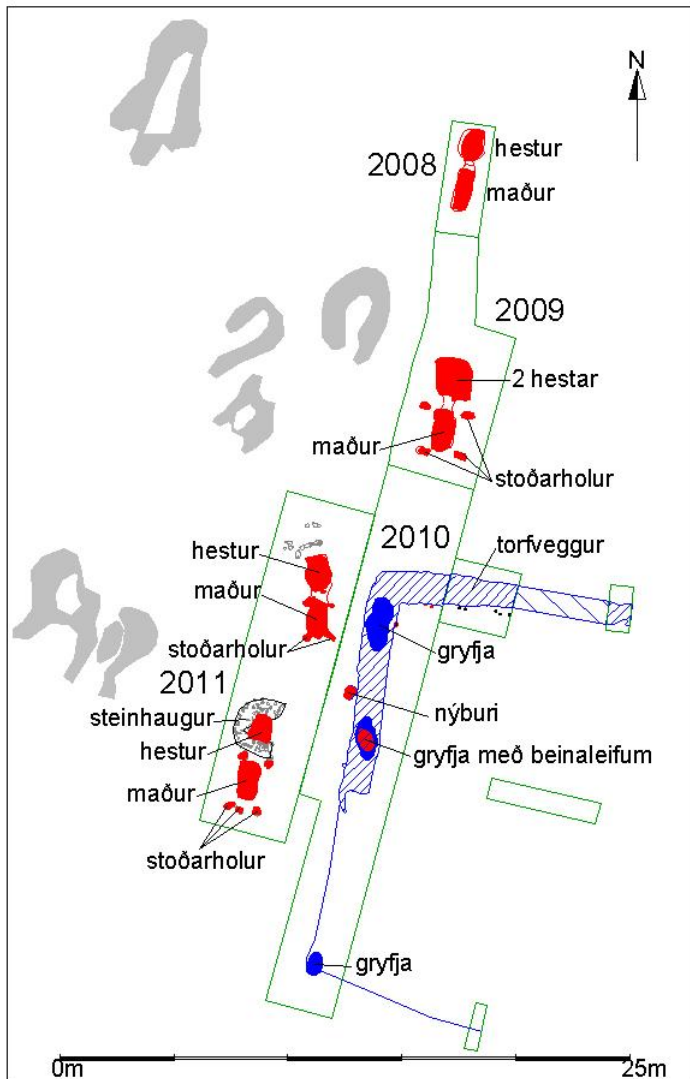 N
hestur
2008
maður
2009
2 hestar
maður
stoðarholur
2010
torfveggur
hestur
maður
stoðarholur
gryfja
2011
nýburi
steinhaugur
hestur
gryfja með beinaleifum
maður
stoðarholur
gryfja
0m
25m